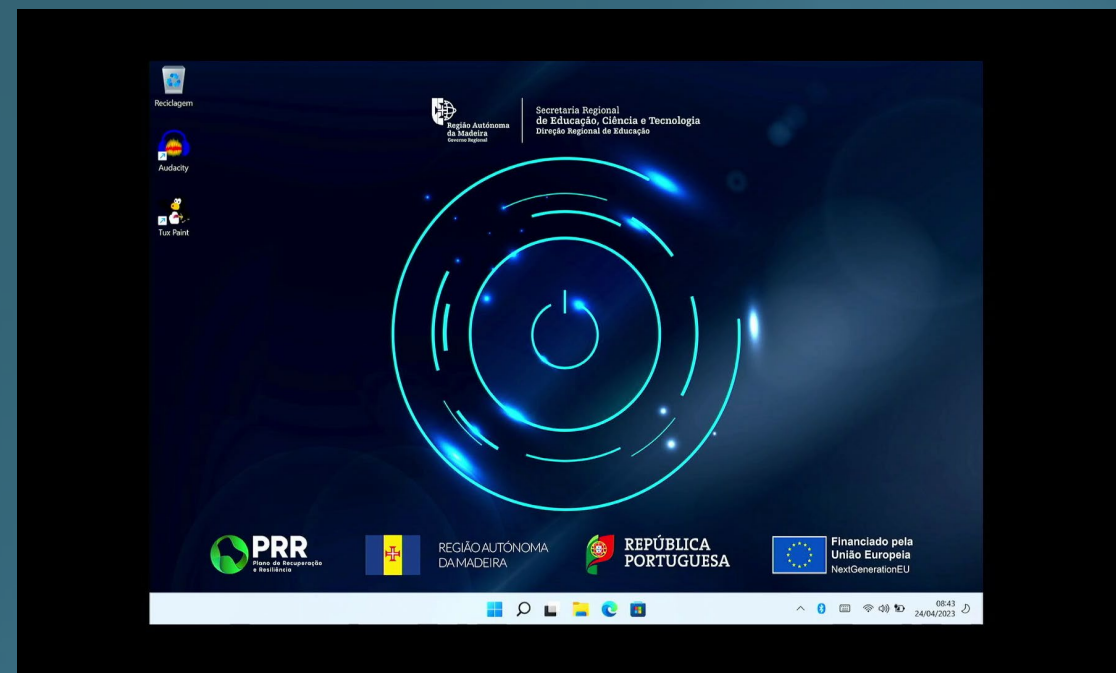 Reciclagem
Audacity
Tux Paint
Região Autónoma
da Madeira
Governo Regional
Secretaria Regional
de Educação, Ciência e Tecnologia
Direção Regional de Educação
PRR
Plano de Recuperação
e Resiliência
REGIÃO AUTÓNOMA
DA MADEIRA
REPÚBLICA
PORTUGUESA
Financiado pela
União Europeia
NextGenerationEU
08:43
24/04/2023